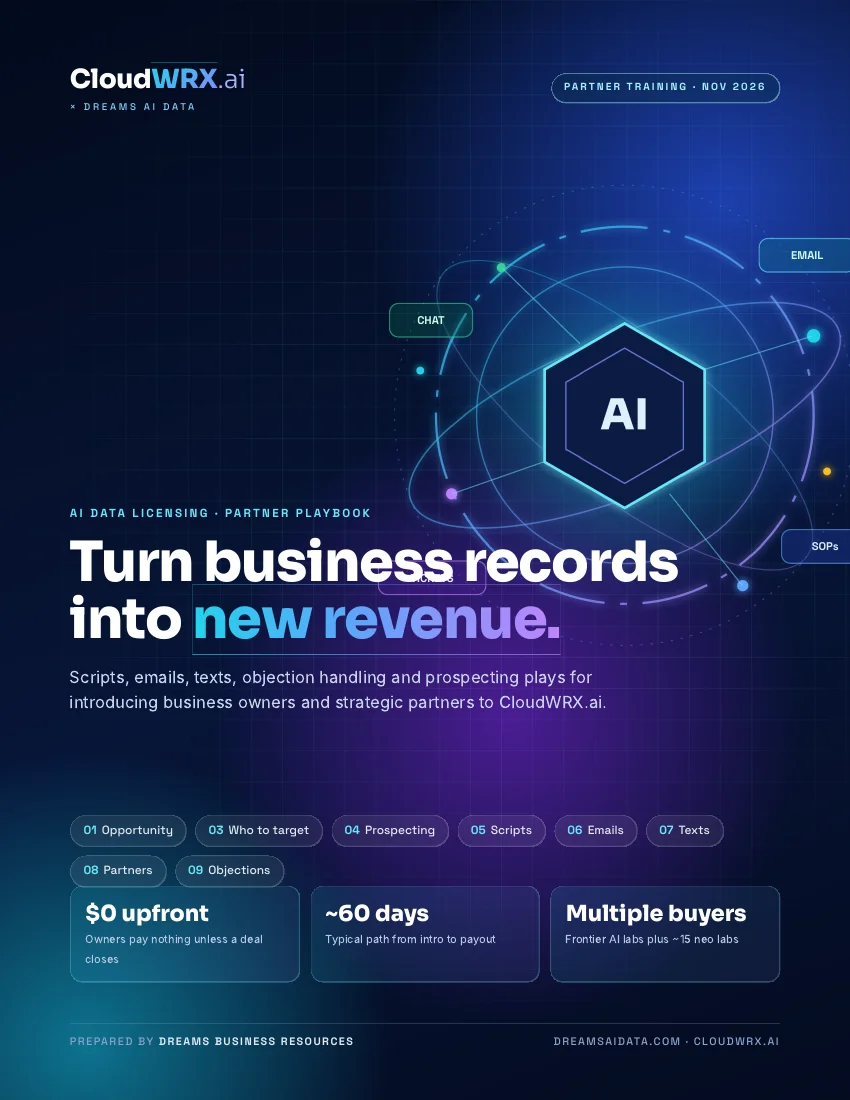 CloudWRX.ai
× DREAMS AI DATA
PARTNER TRAINING · NOV 2026
EMAIL
CHAT
AI
SOPs
AI DATA LICENSING · PARTNER PLAYBOOK
Turn business records
into new revenue.
Scripts, emails, texts, objection handling and prospecting plays for
introducing business owners and strategic partners to CloudWRX.ai.
01 Opportunity
03 Who to target
04 Prospecting
05 Scripts
06 Emails
07 Texts
08 Partners
09 Objections
$0 upfront
Owners pay nothing unless a deal
closes
~60 days
Typical path from intro to payout
Multiple buyers
Frontier AI labs plus ~15 neo labs
PREPARED BY DREAMS BUSINESS RESOURCES
DREAMSAIDATA.COM · CLOUDWRX.AI